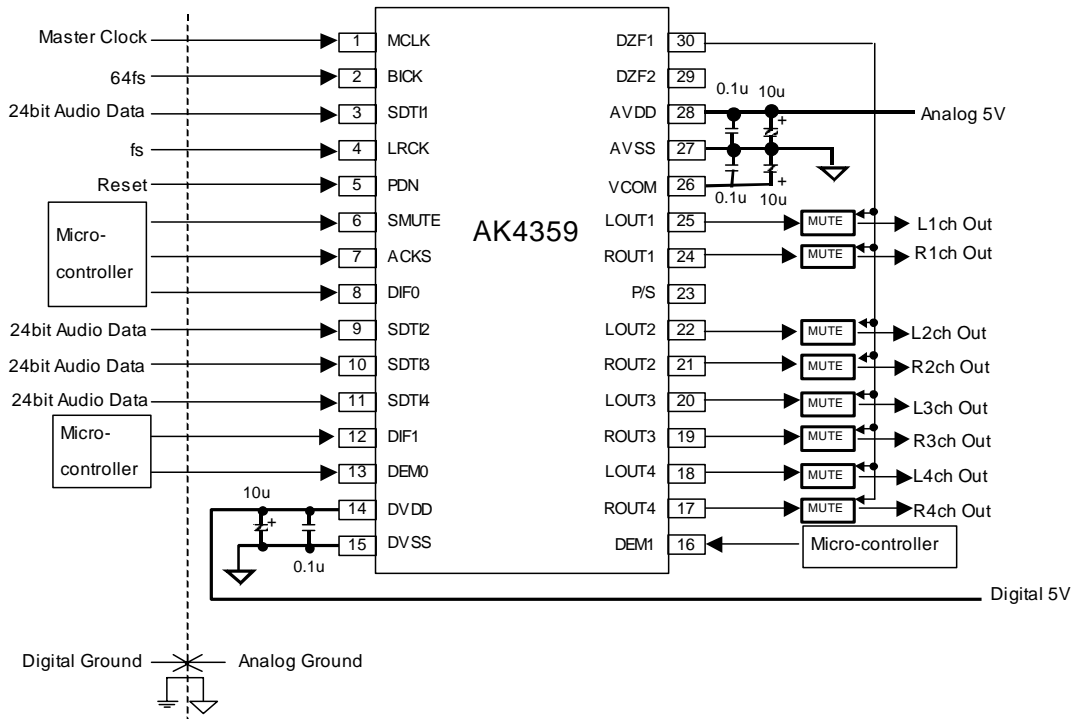 Master Clock 1 MCLK DZF1 30
64fs 2 BICK DZF2 29
0.1u 10u
24bit Audio Data 3 SDTI1 AVDD 28 + Analog 5V
fs 4 LRCK AVSS 27
Reset 5 PDN VCOM 26 +
0.1u 10u
6 SMUTE LOUT1 25 MUTE L1ch Out
Micro-
controller
AK4359
7 ACKS ROUT1 24 MUTE R1ch Out
8 DIF0 P/S 23
24bit Audio Data 9 SDTI2 LOUT2 22 MUTE L2ch Out
24bit Audio Data 10 SDTI3 ROUT2 21 MUTE R2ch Out
24bit Audio Data 11 SDTI4 LOUT3 20 MUTE L3ch Out
Micro-
controller
12 DIF1 ROUT3 19 MUTE R3ch Out
13 DEM0 LOUT4 18 MUTE L4ch Out
10u
14 DVDD ROUT4 17 MUTE R4ch Out
+
15 DVSS DEM1 16 Micro-controller
0.1u
Digital 5V
Digital Ground Analog Ground